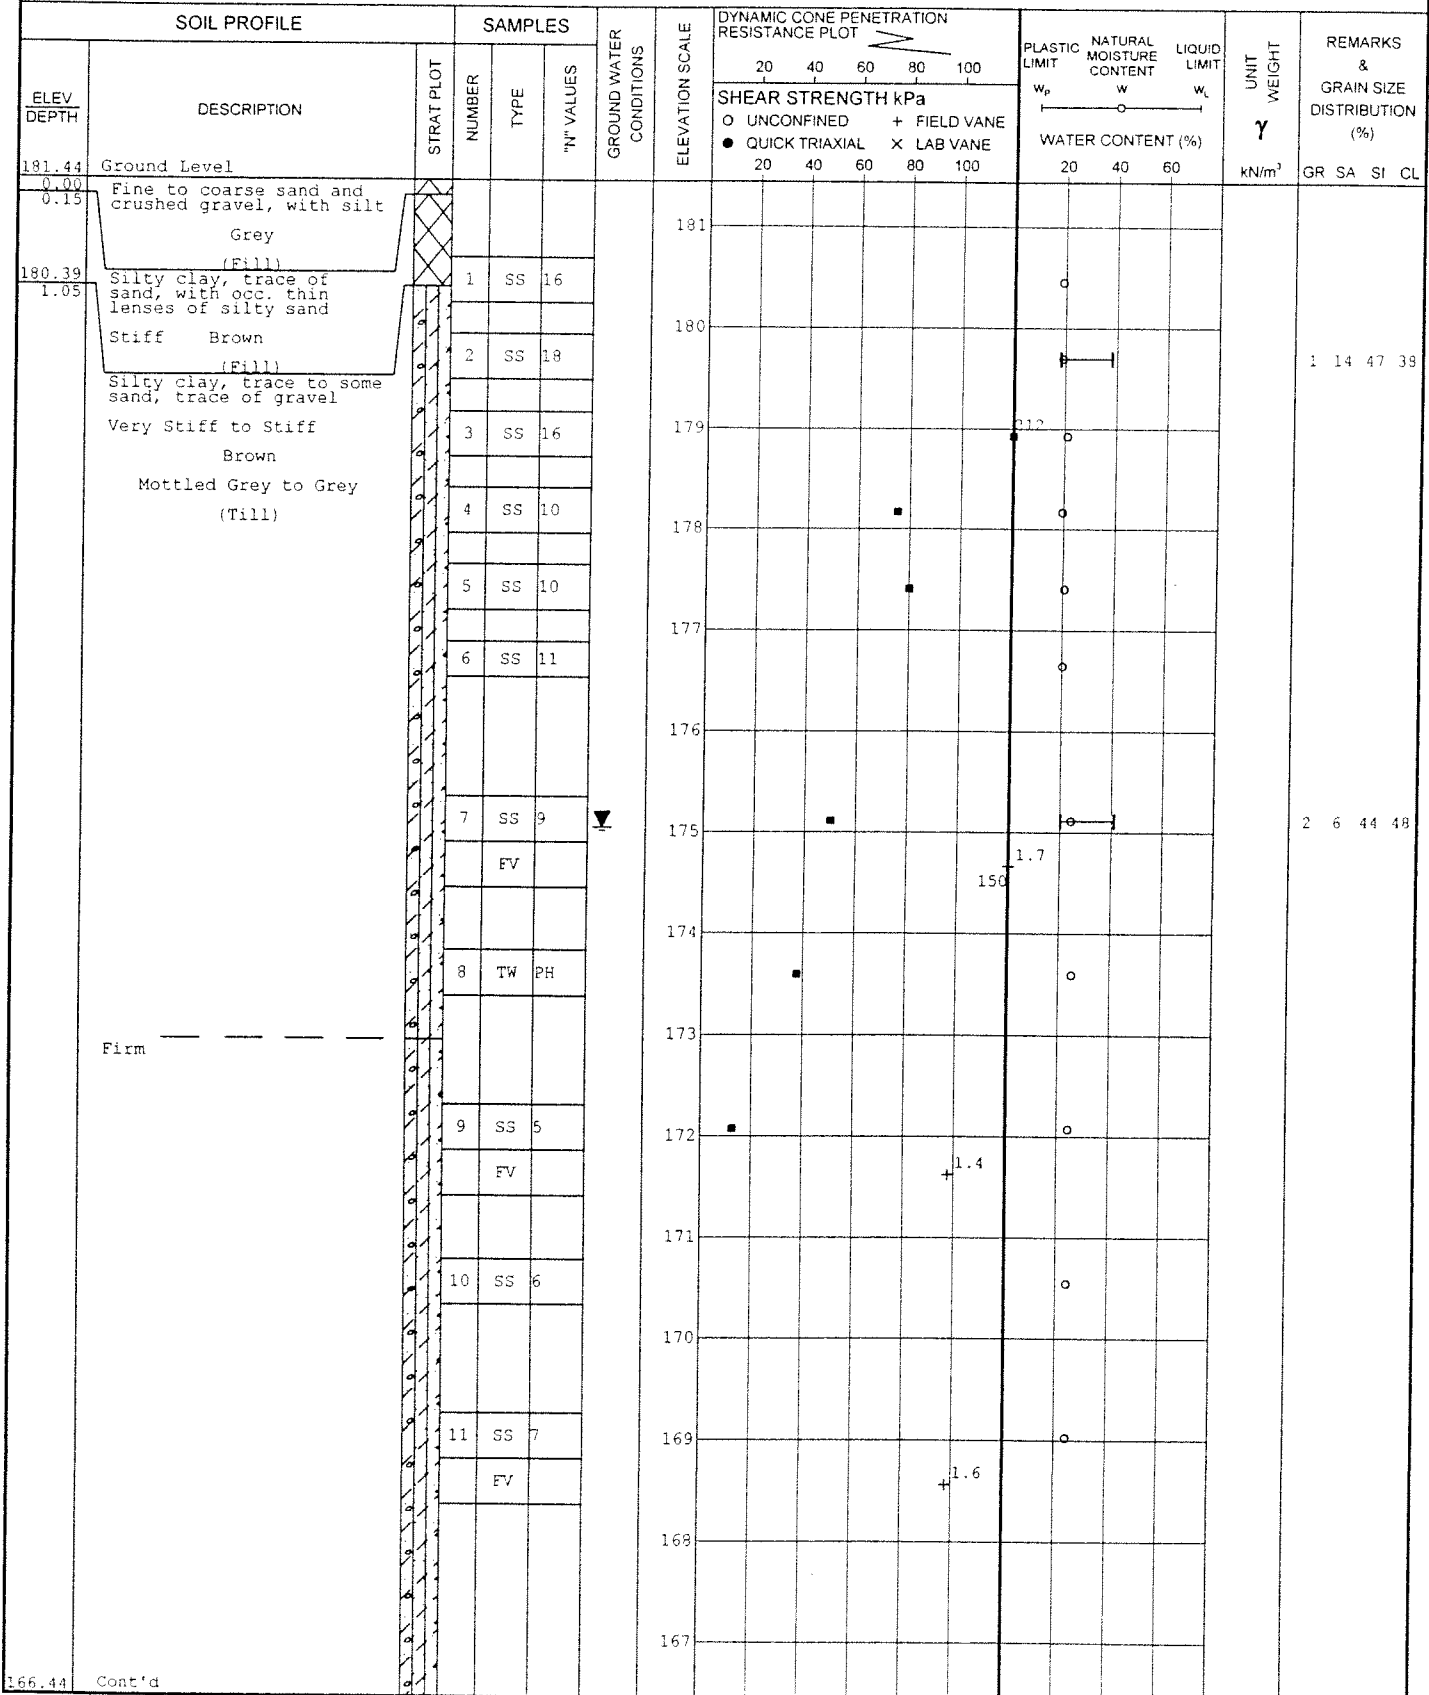 SOIL PROFILE
SAMPLES
GROUND WATER CONDITIONS
ELEVATION SCALE
DYNAMIC CONE PENETRATION
RESISTANCE PLOT
20 40 60 80 100
SHEAR STRENGTH kPa
O UNCONFINED + FIELD VANE
● QUICK TRIAXIAL × LAB VANE
20 40 60 80 100
PLASTIC LIMIT
NATURAL MOISTURE CONTENT
LIQUID LIMIT
WP W WL
WATER CONTENT (%)
20 40 60
UNIT WEIGHT
γ
kN/m³
REMARKS
&
GRAIN SIZE
DISTRIBUTION
(%)
GR SA SI CL
ELEV
DEPTH
DESCRIPTION
STRAT PLOT
NUMBER
TYPE
"N" VALUES
181.44 Ground Level
0.00 Fine to coarse sand and
0.15 crushed gravel, with silt
Grey
(Fill)
180.39 Silty clay, trace of
1.05 sand, with occ. thin
lenses of silty sand
Stiff Brown
(Fill)
Silty clay, trace to some
sand, trace of gravel
Very Stiff to Stiff
Brown
Mottled Grey to Grey
(Till)
Firm
166.44 Cont'd
1 SS 16
2 SS 18
3 SS 16
4 SS 10
5 SS 10
6 SS 11
7 SS 9
FV
8 TW PH
9 SS 5
FV
10 SS 6
11 SS 7
FV
181
180
179
178
177
176
175
174
173
172
171
170
169
168
167
1.7
150
1.4
1.6
1 14 47 38
2 6 44 48